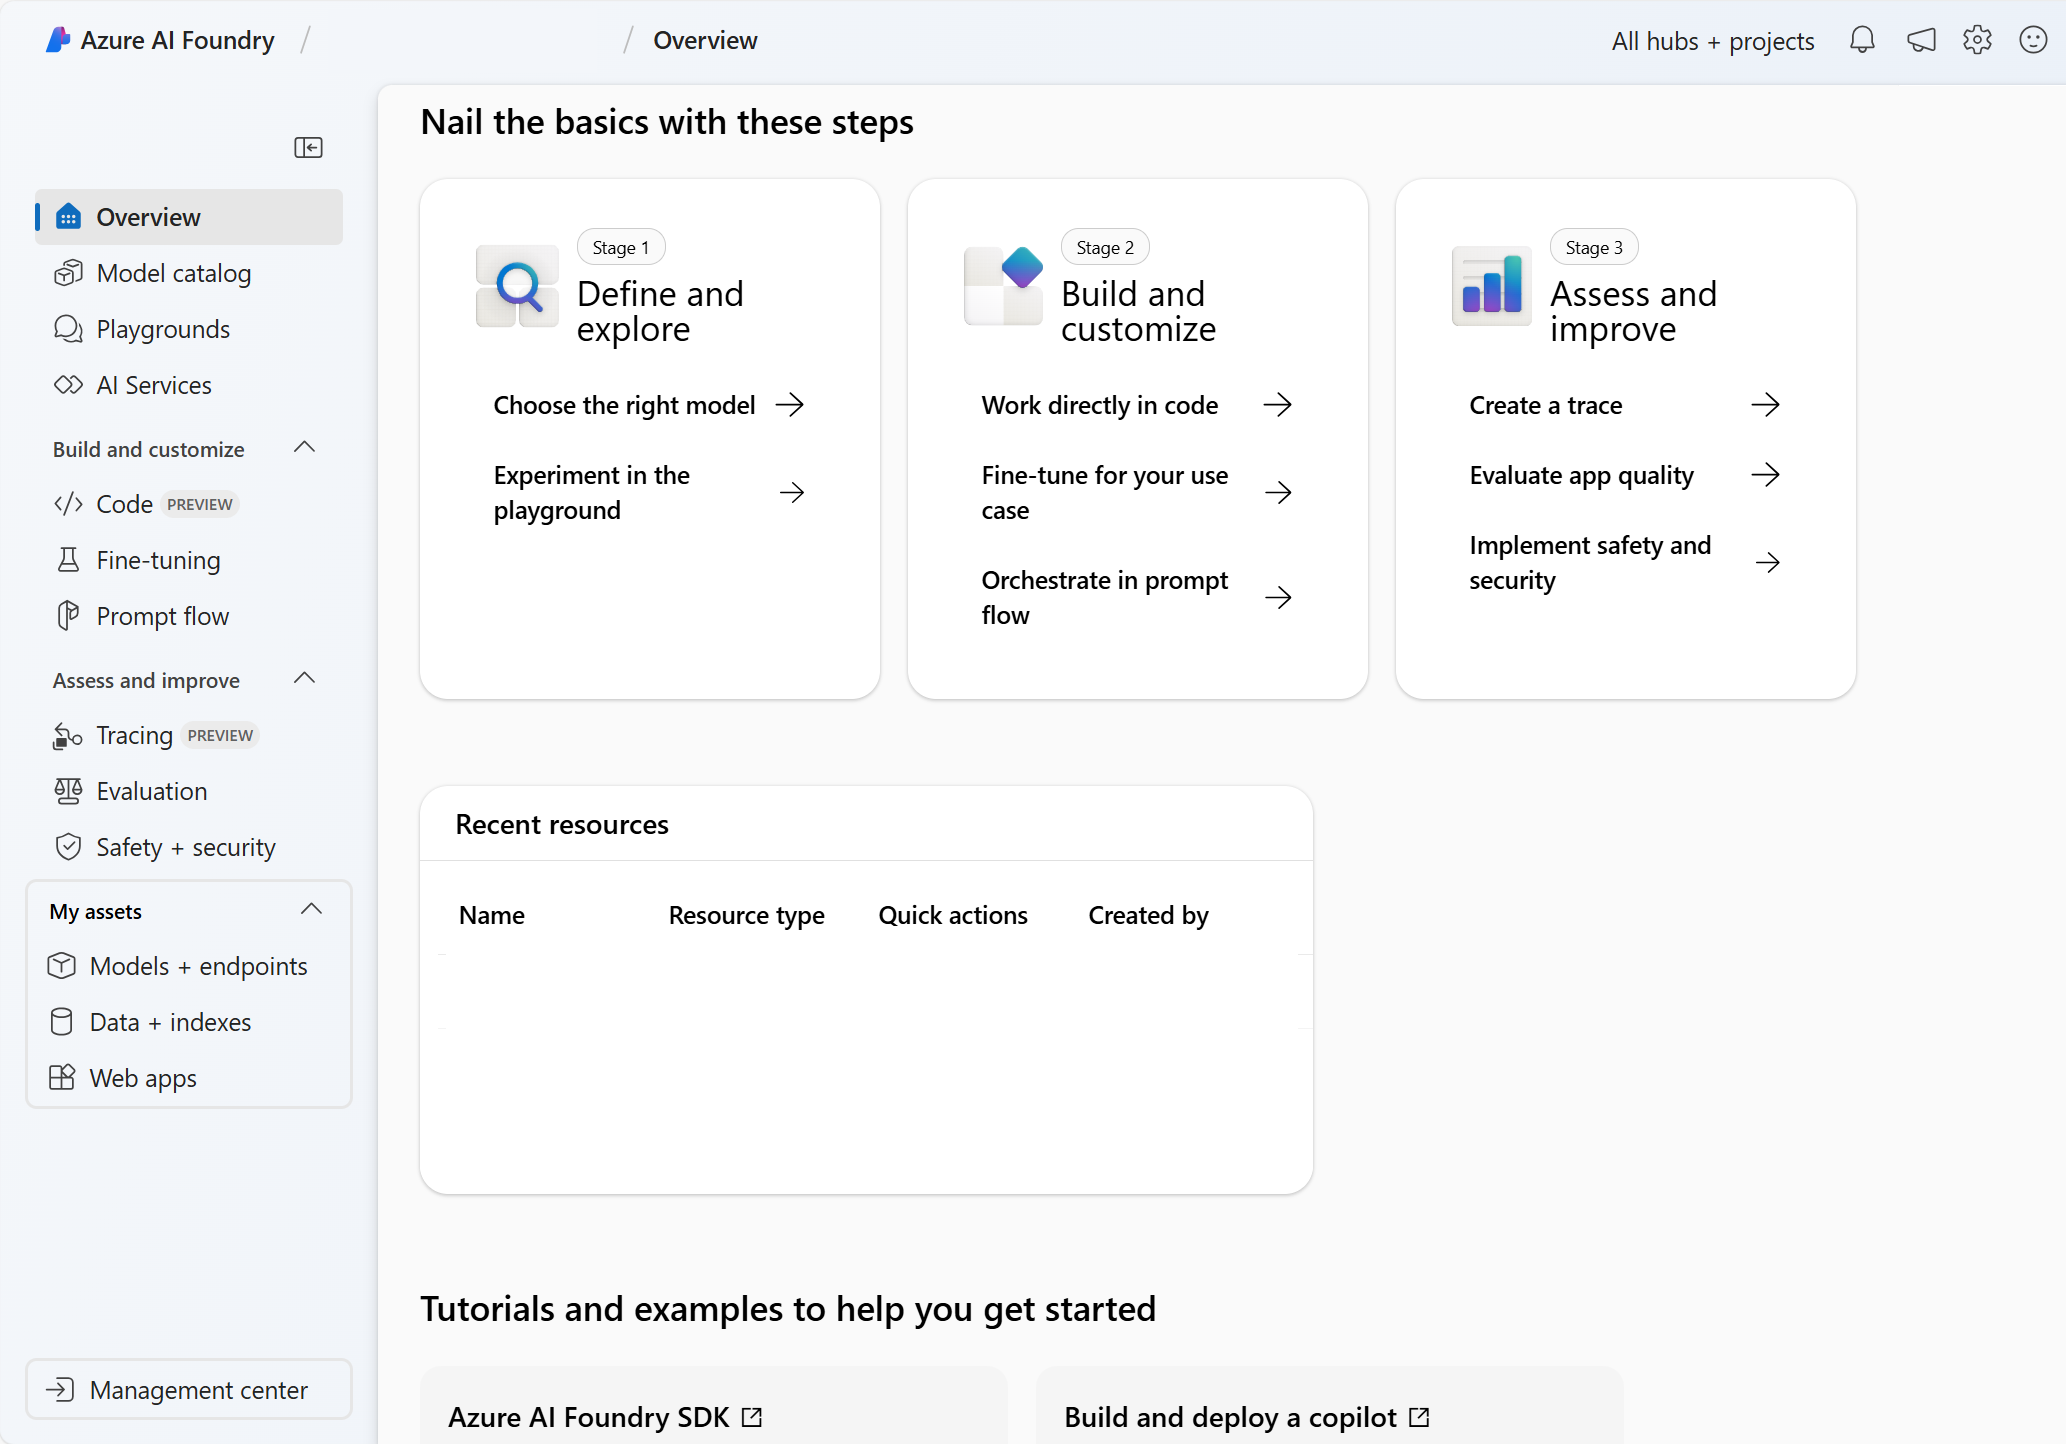 Azure AI Foundry / / Overview
All hubs + projects
Overview
Model catalog
Playgrounds
AI Services
Build and customize
Code PREVIEW
Fine-tuning
Prompt flow
Assess and improve
Tracing PREVIEW
Evaluation
Safety + security
My assets
Models + endpoints
Data + indexes
Web apps
Management center
Nail the basics with these steps
Stage 1
Define and
explore
Choose the right model
Experiment in the
playground
Stage 2
Build and
customize
Work directly in code
Fine-tune for your use
case
Orchestrate in prompt
flow
Stage 3
Assess and
improve
Create a trace
Evaluate app quality
Implement safety and
security
Recent resources
Name Resource type Quick actions Created by
Tutorials and examples to help you get started
Azure AI Foundry SDK
Build and deploy a copilot